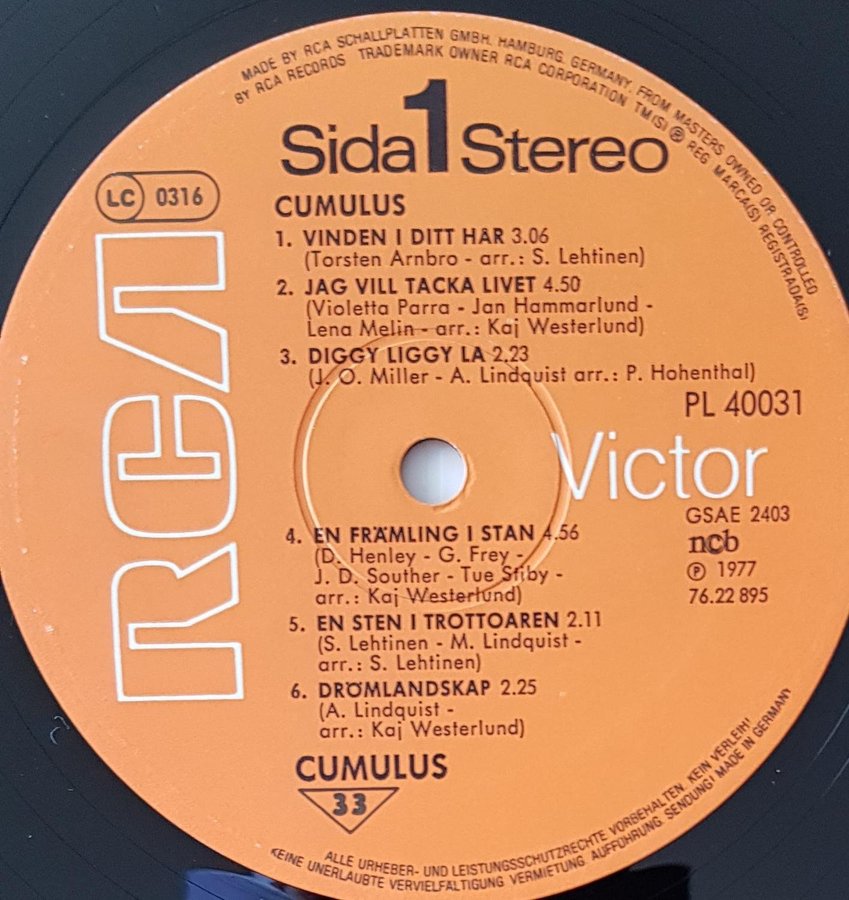 MADE BY RCA SCHALLPLATTEN GMBH. HAMBURG, GERMANY, FROM MASTERS OWNED OR CONTROLLED
BY RCA RECORDS TRADEMARK OWNER RCA CORPORATION TM(S) ® REG. MARCA(S) REGISTRADA(S)
Sida 1 Stereo
LC 0316
RCA
CUMULUS
1. VINDEN I DITT HÅR 3.06
(Torsten Arnbro - arr.: S. Lehtinen)
2. JAG VILL TACKA LIVET 4.50
(Violetta Parra - Jan Hammarlund -
Lena Melin - arr.: Kaj Westerlund)
3. DIGGY LIGGY LA 2.23
(J. O. Miller - A. Lindquist arr.: P. Hohenthal)
PL 40031
Victor
GSAE 2403
ncb
℗ 1977
76.22 895
4. EN FRÄMLING I STAN 4.56
(D. Henley - G. Frey -
J. D. Souther - Tue Stiby -
arr.: Kaj Westerlund)
5. EN STEN I TROTTOAREN 2.11
(S. Lehtinen - M. Lindquist -
arr.: S. Lehtinen)
6. DRÖMLANDSKAP 2.25
(A. Lindquist -
arr.: Kaj Westerlund)
CUMULUS
33
ALLE URHEBER- UND LEISTUNGSSCHUTZRECHTE VORBEHALTEN. KEIN VERLEIH!
KEINE UNERLAUBTE VERVIELFÄLTIGUNG, VERMIETUNG, AUFFÜHRUNG, SENDUNG! MADE IN GERMANY